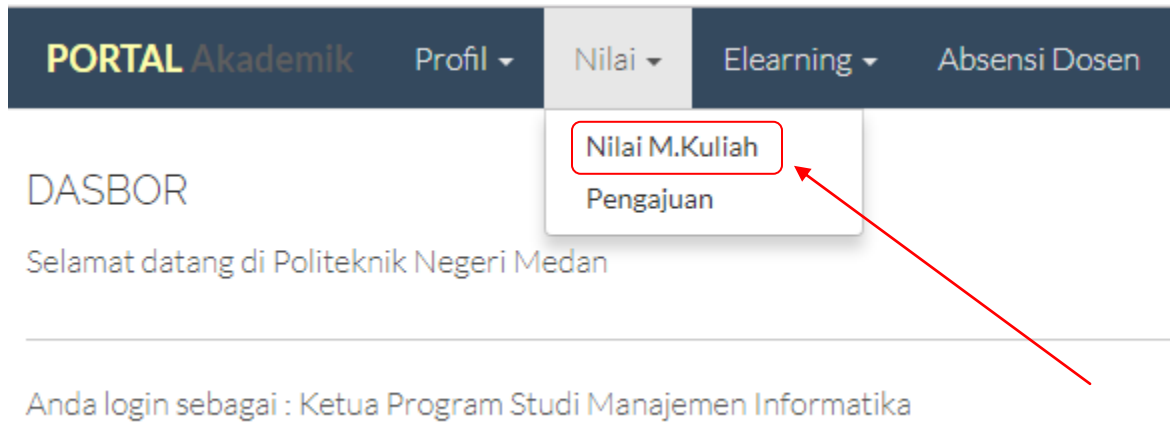 PORTAL Akademik Profil Nilai Elearning Absensi Dosen
Nilai M.Kuliah
Pengajuan
DASBOR
Selamat datang di Politeknik Negeri Medan
Anda login sebagai : Ketua Program Studi Manajemen Informatika